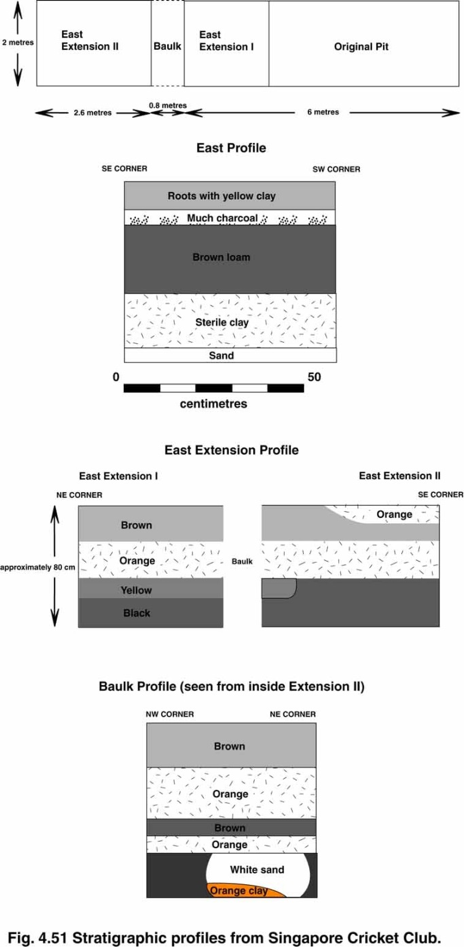 2 metres
East
Extension II
Baulk
East
Extension I
Original Pit
2.6 metres
0.8 metres
6 metres
East Profile
SE CORNER
SW CORNER
Roots with yellow clay
Much charcoal
Brown loam
Sterile clay
Sand
0
50
centimetres
East Extension Profile
East Extension I
East Extension II
NE CORNER
SE CORNER
approximately 80 cm
Brown
Orange
Yellow
Black
Baulk
Orange
Baulk Profile (seen from inside Extension II)
NW CORNER
NE CORNER
Brown
Orange
Brown
Orange
White sand
Orange clay
Fig. 4.51 Stratigraphic profiles from Singapore Cricket Club.